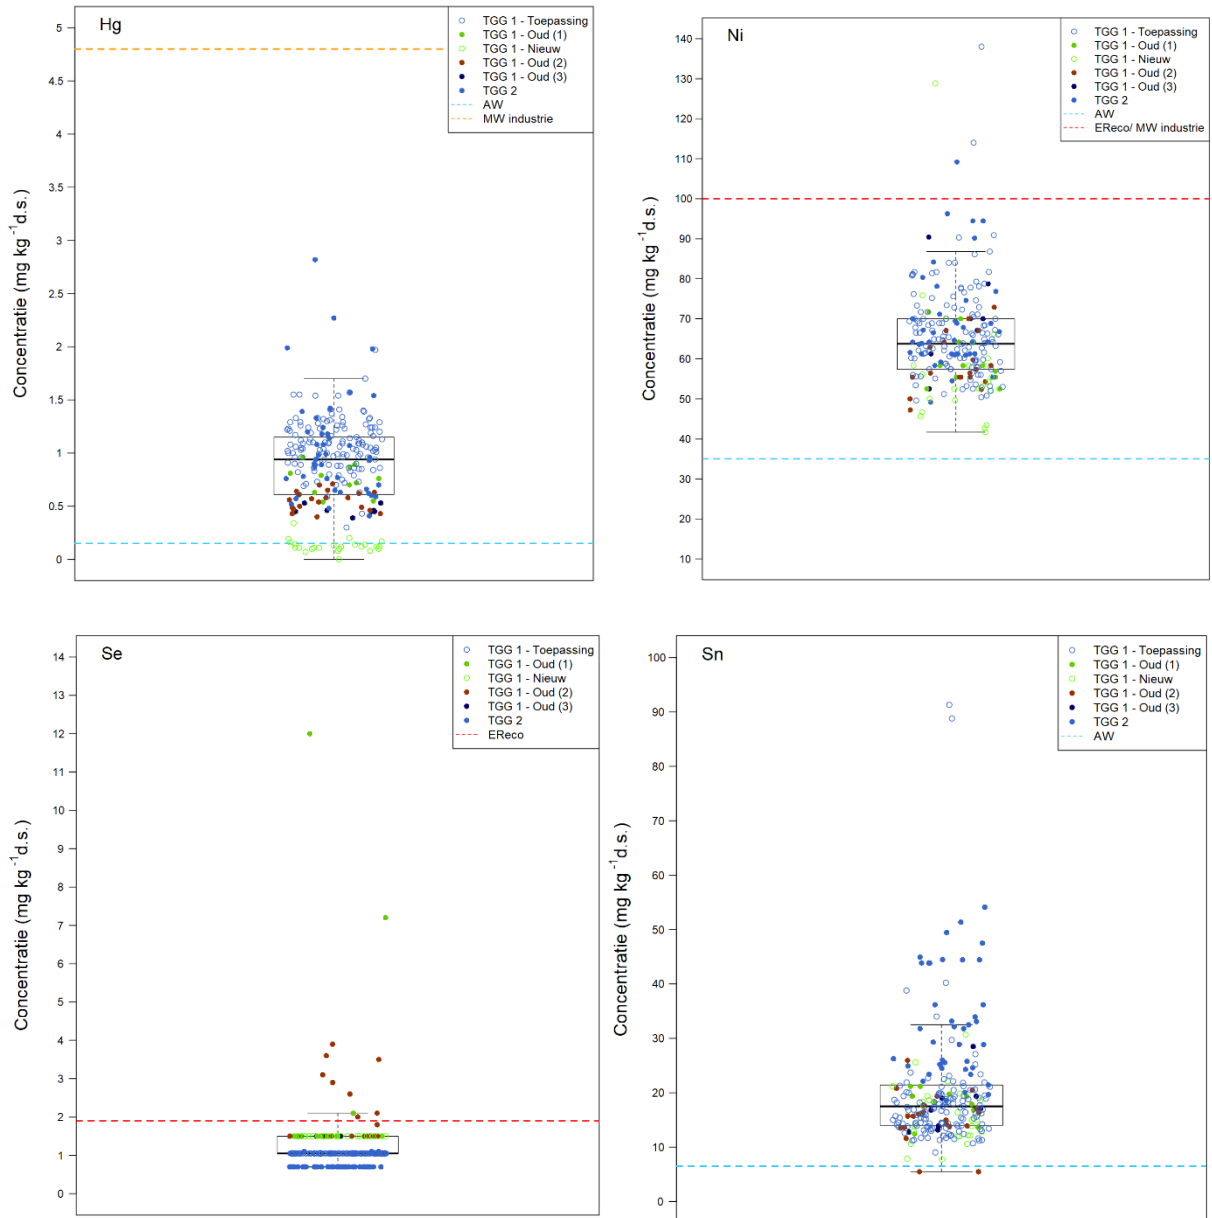 Hg
TGG 1 - Toepassing
TGG 1 - Oud (1)
TGG 1 - Nieuw
TGG 1 - Oud (2)
TGG 1 - Oud (3)
TGG 2
AW
MW industrie
5
4.5
4
3.5
3
2.5
2
1.5
1
0.5
0
Concentratie (mg kg⁻¹d.s.)
Ni
TGG 1 - Toepassing
TGG 1 - Oud (1)
TGG 1 - Nieuw
TGG 1 - Oud (2)
TGG 1 - Oud (3)
TGG 2
AW
EReco/ MW industrie
140
130
120
110
100
90
80
70
60
50
40
30
20
10
Concentratie (mg kg⁻¹d.s.)
Se
TGG 1 - Toepassing
TGG 1 - Oud (1)
TGG 1 - Nieuw
TGG 1 - Oud (2)
TGG 1 - Oud (3)
TGG 2
EReco
14
13
12
11
10
9
8
7
6
5
4
3
2
1
0
Concentratie (mg kg⁻¹d.s.)
Sn
TGG 1 - Toepassing
TGG 1 - Oud (1)
TGG 1 - Nieuw
TGG 1 - Oud (2)
TGG 1 - Oud (3)
TGG 2
AW
100
90
80
70
60
50
40
30
20
10
0
Concentratie (mg kg⁻¹d.s.)